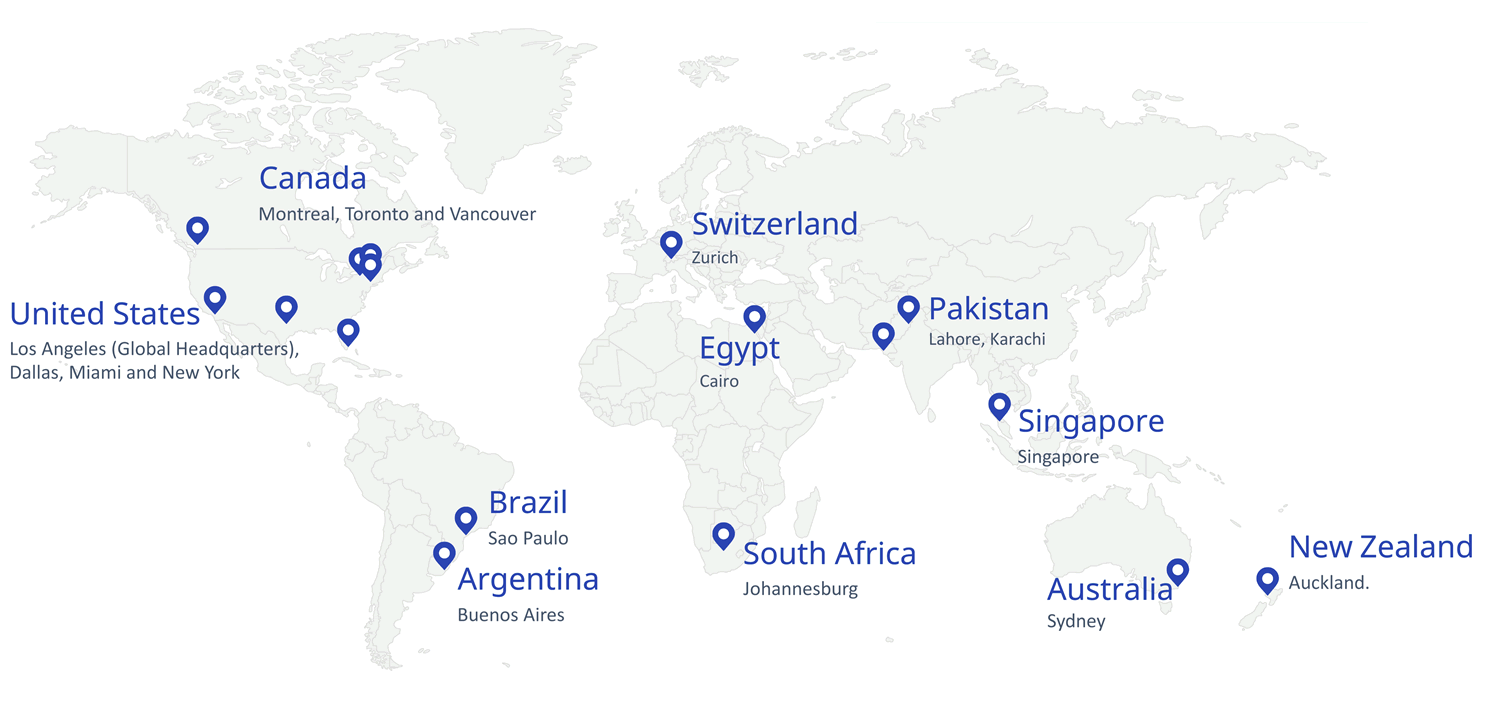 Canada
Montreal, Toronto and Vancouver
United States
Los Angeles (Global Headquarters),
Dallas, Miami and New York
Switzerland
Zurich
Egypt
Cairo
Pakistan
Lahore, Karachi
Singapore
Singapore
Brazil
Sao Paulo
Argentina
Buenos Aires
South Africa
Johannesburg
Australia
Sydney
New Zealand
Auckland.